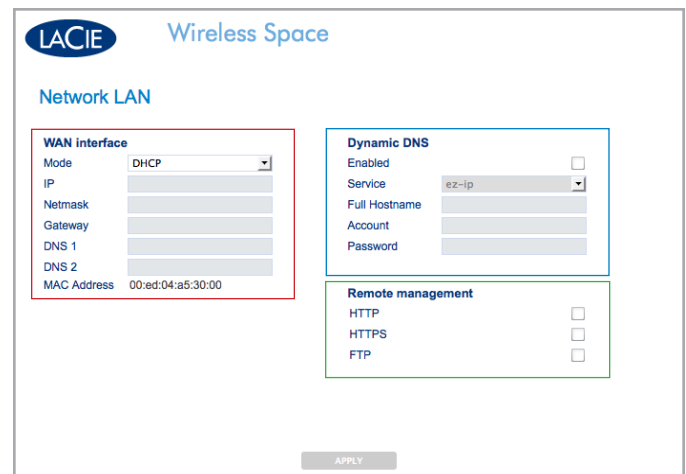 LACIE
Wireless Space
Network LAN
WAN interface
Mode DHCP
IP
Netmask
Gateway
DNS 1
DNS 2
MAC Address 00:ed:04:a5:30:00
Dynamic DNS
Enabled
Service ez-ip
Full Hostname
Account
Password
Remote management
HTTP
HTTPS
FTP
APPLY